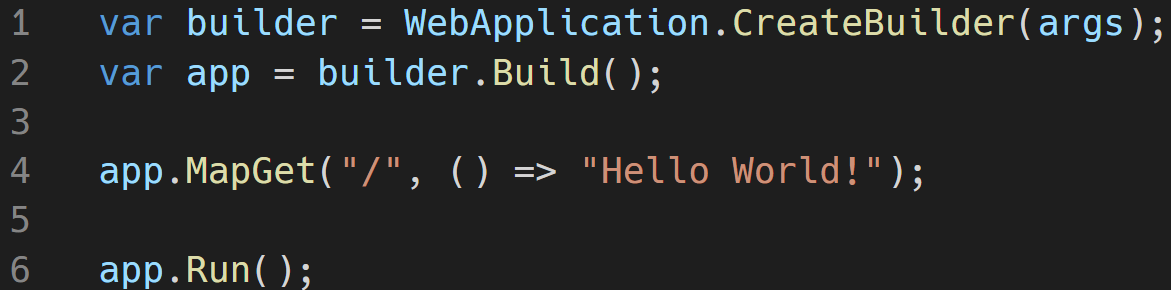 1 var builder = WebApplication.CreateBuilder(args);
2 var app = builder.Build();
3
4 app.MapGet("/", () => "Hello World!");
5
6 app.Run();